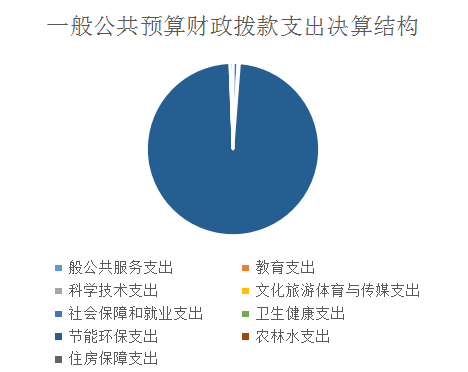 一般公共预算财政拨款支出决算结构
般公共服务支出 教育支出
科学技术支出 文化旅游体育与传媒支出
社会保障和就业支出 卫生健康支出
节能环保支出 农林水支出
住房保障支出